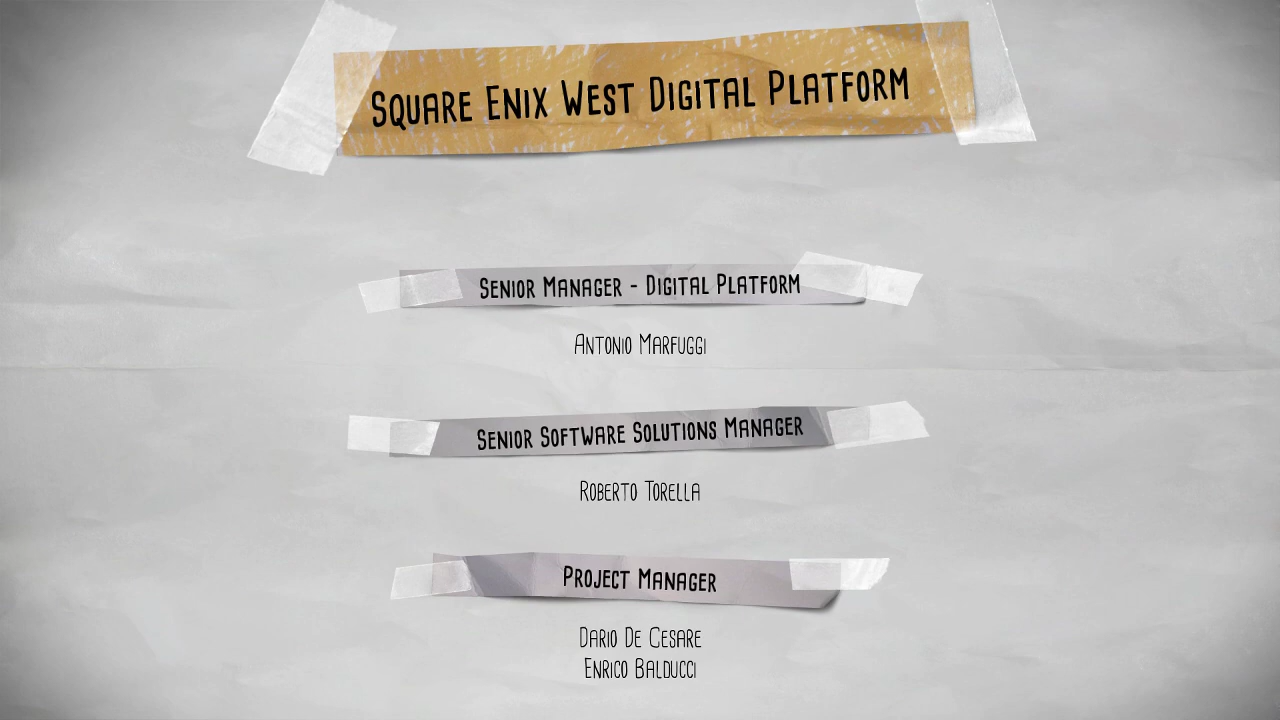 Square Enix West Digital Platform
Senior Manager - Digital Platform
Antonio Marfuggi
Senior Software Solutions Manager
Roberto Torella
Project Manager
Dario De Cesare
Enrico Balducci